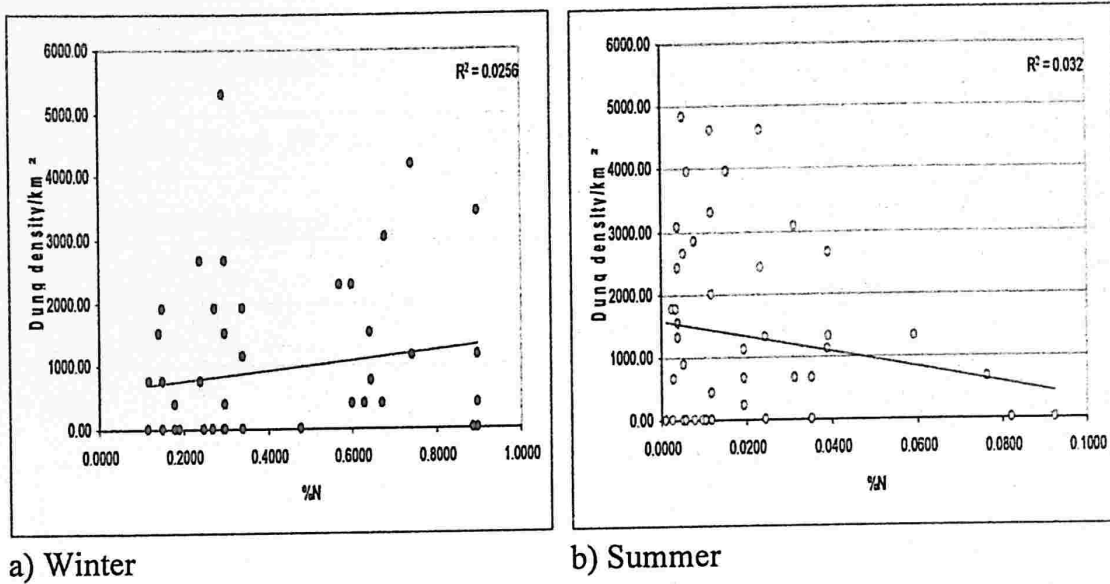 6000.00
5000.00
4000.00
3000.00
2000.00
1000.00
0.00
Dung density/km²
R² = 0.0256
0.0000 0.2000 0.4000 0.6000 0.8000 1.0000
%N
a) Winter
6000.00
5000.00
4000.00
3000.00
2000.00
1000.00
0.00
Dung density/km²
R² = 0.032
0.0000 0.0200 0.0400 0.0600 0.0800 0.1000
%N
b) Summer